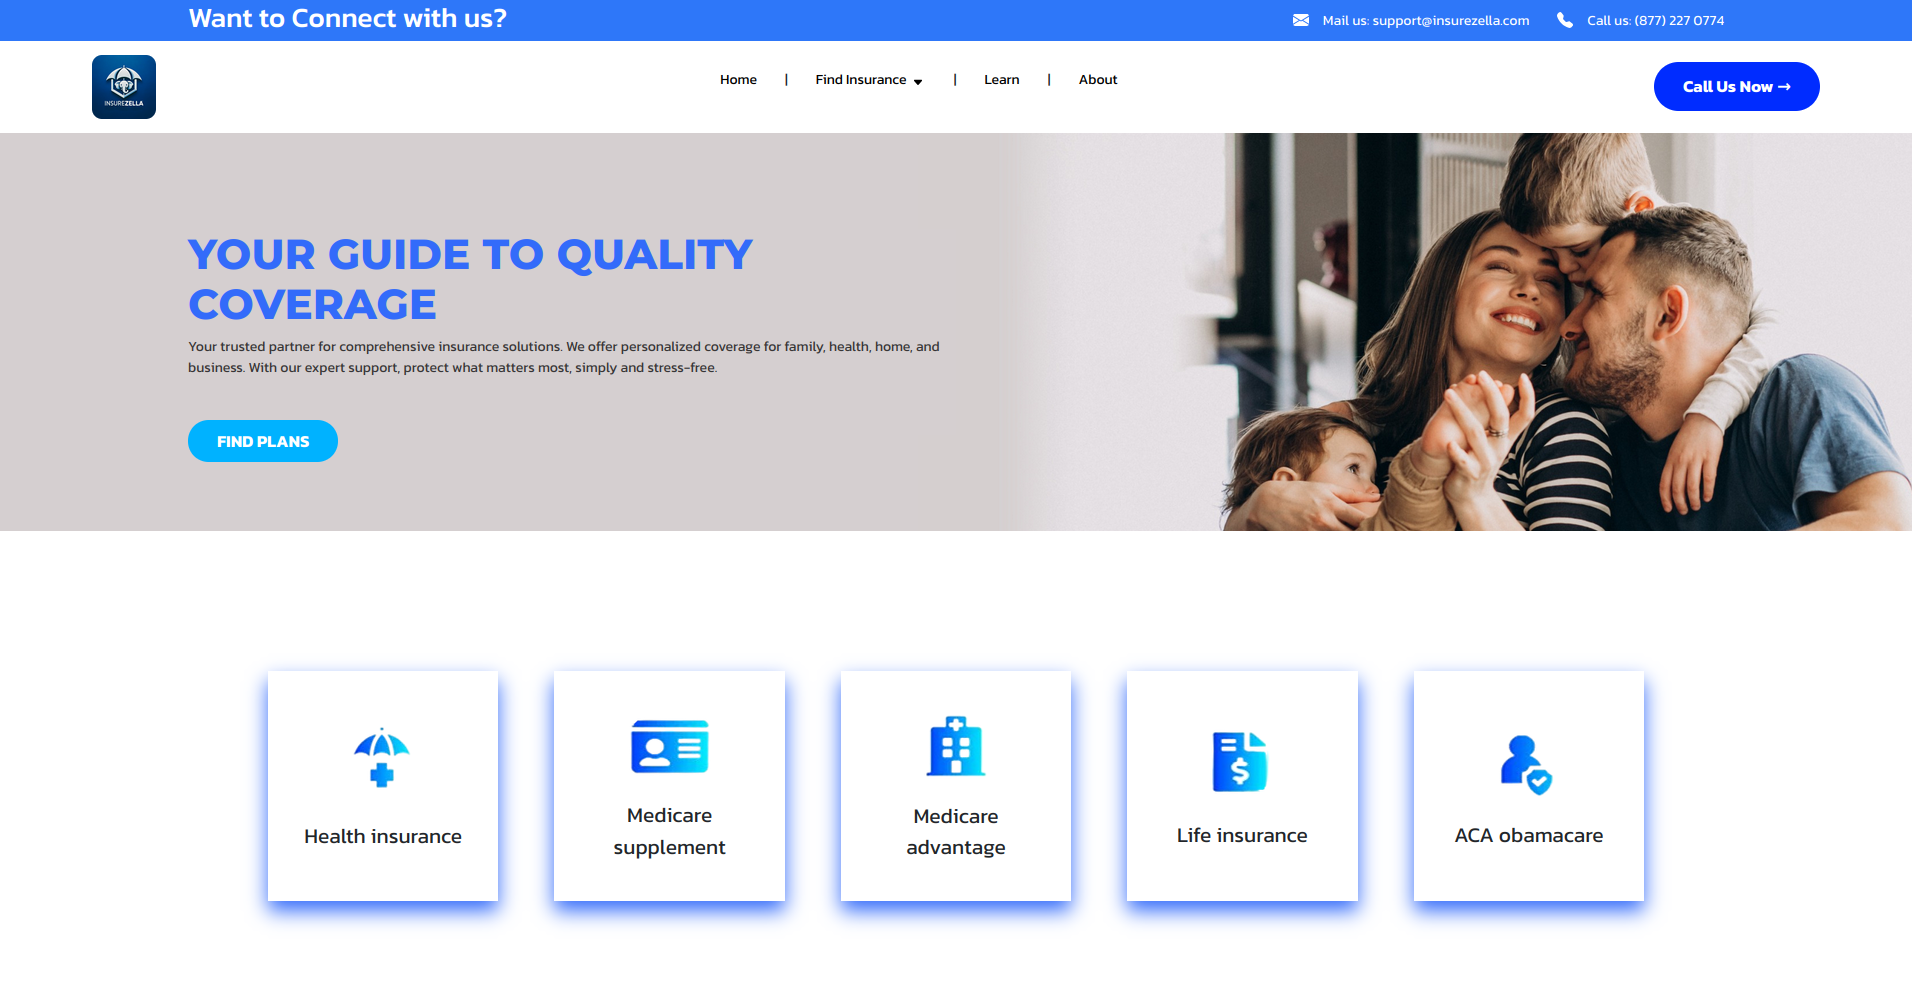 Want to Connect with us?
Mail us: support@insurezella.com
Call us: (877) 227 0774
INSUREZELLA
Home | Find Insurance | Learn | About
Call Us Now →
YOUR GUIDE TO QUALITY
COVERAGE
Your trusted partner for comprehensive insurance solutions. We offer personalized coverage for family, health, home, and
business. With our expert support, protect what matters most, simply and stress-free.
FIND PLANS
Health insurance
Medicare
supplement
Medicare
advantage
Life insurance
ACA obamacare